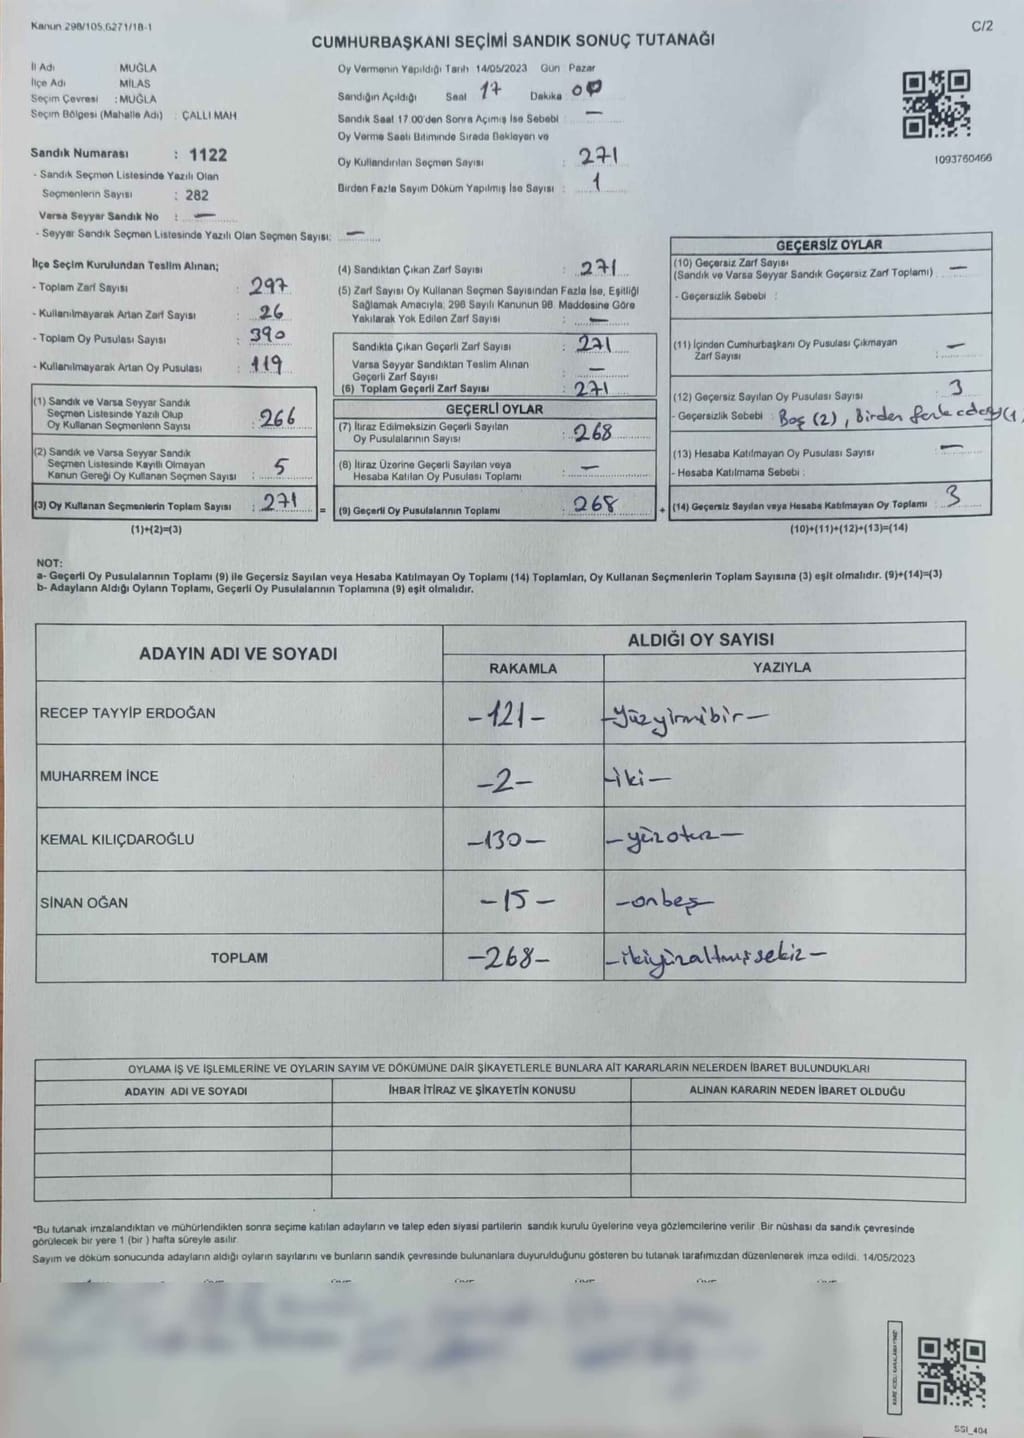 Kanun 298/105,6271/18-1
C/2
CUMHURBAŞKANI SEÇİMİ SANDIK SONUÇ TUTANAĞI
İl Adı : MUĞLA
İlçe Adı : MİLAS
Seçim Çevresi : MUĞLA
Seçim Bölgesi (Mahalle Adı) : ÇALLI MAH
Sandık Numarası : 1122
- Sandık Seçmen Listesinde Yazılı Olan
Seçmenlerin Sayısı : 282
Varsa Seyyar Sandık No : —
- Seyyar Sandık Seçmen Listesinde Yazılı Olan Seçmen Sayısı: —
Oy Vermenin Yapıldığı Tarih 14/05/2023 Gün Pazar
Sandığın Açıldığı Saat 17 Dakika 00
Sandık Saat 17.00'den Sonra Açılmış İse Sebebi : —
Oy Verme Saati Bitiminde Sırada Bekleyen ve
Oy Kullandırılan Seçmen Sayısı : 271
Birden Fazla Sayım Döküm Yapılmış İse Sayısı : 1
1093760466
İlçe Seçim Kurulundan Teslim Alınan;
- Toplam Zarf Sayısı : 297
- Kullanılmayarak Artan Zarf Sayısı : 26
- Toplam Oy Pusulası Sayısı : 390
- Kullanılmayarak Artan Oy Pusulası : 119
(1) Sandık ve Varsa Seyyar Sandık
Seçmen Listesinde Yazılı Olup
Oy Kullanan Seçmenlerin Sayısı : 266
(2) Sandık ve Varsa Seyyar Sandık
Seçmen Listesinde Kayıtlı Olmayan
Kanun Gereği Oy Kullanan Seçmen Sayısı : 5
(3) Oy Kullanan Seçmenlerin Toplam Sayısı : 271
(1)+(2)=(3)
(4) Sandıktan Çıkan Zarf Sayısı : 271
(5) Zarf Sayısı Oy Kullanan Seçmen Sayısından Fazla İse, Eşitliği
Sağlamak Amacıyla; 298 Sayılı Kanunun 98. Maddesine Göre
Yakılarak Yok Edilen Zarf Sayısı : —
Sandıkta Çıkan Geçerli Zarf Sayısı : 271
Varsa Seyyar Sandıktan Teslim Alınan
Geçerli Zarf Sayısı : —
(6) Toplam Geçerli Zarf Sayısı : 271
GEÇERLİ OYLAR
(7) İtiraz Edilmeksizin Geçerli Sayılan
Oy Pusulalarının Sayısı : 268
(8) İtiraz Üzerine Geçerli Sayılan veya
Hesaba Katılan Oy Pusulası Toplamı : —
= (9) Geçerli Oy Pusulalarının Toplamı : 268
GEÇERSİZ OYLAR
(10) Geçersiz Zarf Sayısı
(Sandık ve Varsa Seyyar Sandık Geçersiz Zarf Toplamı) : —
- Geçersizlik Sebebi :
(11) İçinden Cumhurbaşkanı Oy Pusulası Çıkmayan
Zarf Sayısı : —
(12) Geçersiz Sayılan Oy Pusulası Sayısı : 3
- Geçersizlik Sebebi : Boş (2), Birden fazla aday (1)
(13) Hesaba Katılmayan Oy Pusulası Sayısı : —
- Hesaba Katılmama Sebebi :
+ (14) Geçersiz Sayılan veya Hesaba Katılmayan Oy Toplamı : 3
(10)+(11)+(12)+(13)=(14)
NOT:
a- Geçerli Oy Pusulalarının Toplamı (9) ile Geçersiz Sayılan veya Hesaba Katılmayan Oy Toplamı (14) Toplamları, Oy Kullanan Seçmenlerin Toplam Sayısına (3) eşit olmalıdır. (9)+(14)=(3)
b- Adayların Aldığı Oyların Toplamı, Geçerli Oy Pusulalarının Toplamına (9) eşit olmalıdır.
ADAYIN ADI VE SOYADI
ALDIĞI OY SAYISI
RAKAMLA YAZIYLA
RECEP TAYYİP ERDOĞAN -121- -Yüzyirmibir-
MUHARREM İNCE -2- -iki-
KEMAL KILIÇDAROĞLU -130- -yüzotuz-
SİNAN OĞAN -15- -onbeş-
TOPLAM -268- -ikiyüzaltmışsekiz-
OYLAMA İŞ VE İŞLEMLERİNE VE OYLARIN SAYIM VE DÖKÜMÜNE DAİR ŞİKAYETLERLE BUNLARA AİT KARARLARIN NELERDEN İBARET BULUNDUKLARI
ADAYIN ADI VE SOYADI İHBAR İTİRAZ VE ŞİKAYETİN KONUSU ALINAN KARARIN NEDEN İBARET OLDUĞU
*Bu tutanak imzalandıktan ve mühürlendikten sonra seçime katılan adayların ve talep eden siyasi partilerin sandık kurulu üyelerine veya gözlemcilerine verilir. Bir nüshası da sandık çevresinde
görülecek bir yere 1 (bir) hafta süreyle asılır.
Sayım ve döküm sonucunda adayların aldığı oyların sayılarını ve bunların sandık çevresinde bulunanlara duyurulduğunu gösteren bu tutanak tarafımızdan düzenlenerek imza edildi. 14/05/2023
SSI_404